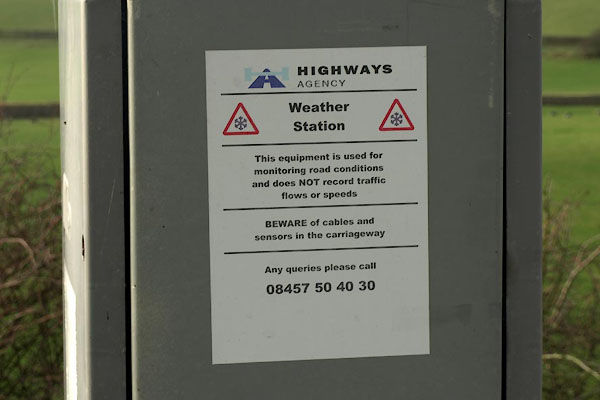 HIGHWAYS
AGENCY
Weather
Station
This equipment is used for
monitoring road conditions
and does NOT record traffic
flows or speeds
BEWARE of cables and
sensors in the carriageway
Any queries please call
08457 50 40 30